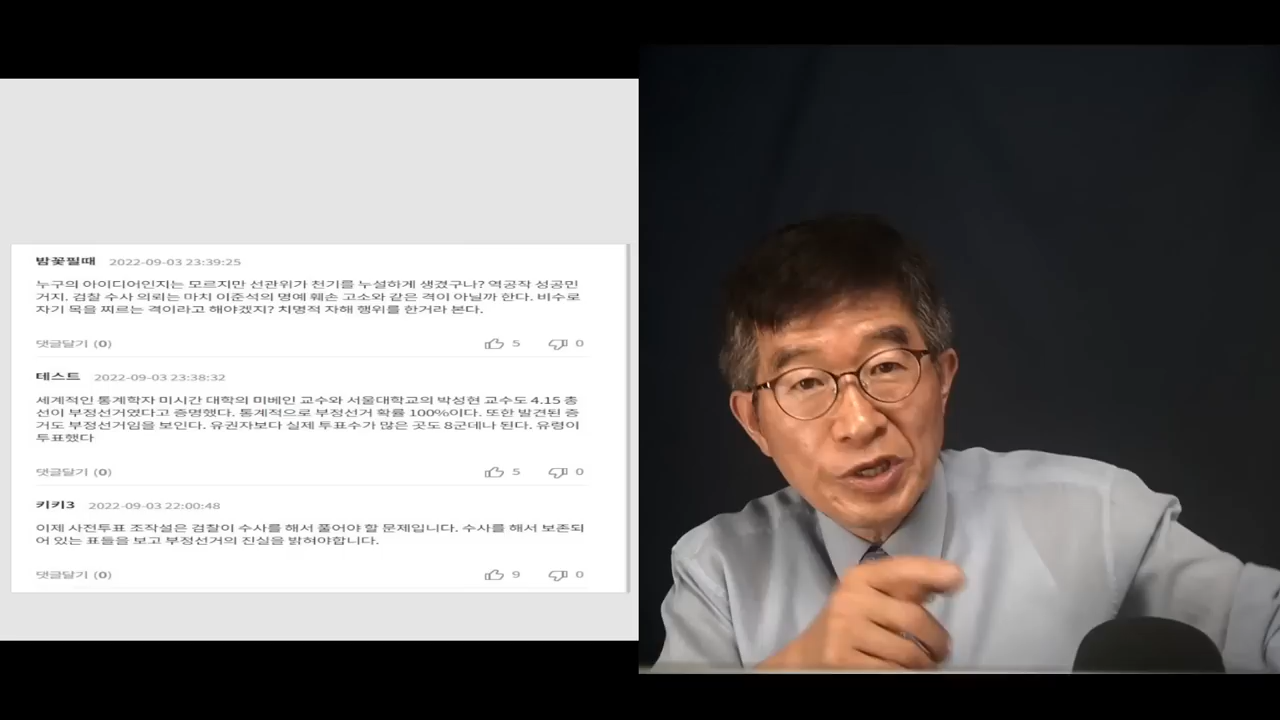 밤꽃필때 2022-09-03 23:39:25
누구의 아이디어인지는 모르지만 선관위가 천기를 누설하게 생겼구나? 역공작 성공민
거지, 검찰 수사 의뢰는 마치 이준석의 명예 훼손 고소와 같은 격이 아닐까 한다. 비수로
자기 목을 찌르는 격이라고 해야겠지? 치명적 자해 행위를 한거라 본다.
댓글달기 (0) 5 0
테스트 2022-09-03 23:38:32
세계적인 통계학자 미시간 대학의 미베인 교수와 서울대학교의 박성현 교수도 4.15 총
선이 부정선거였다고 증명했다. 통계적으로 부정선거 확률 100%이다. 또한 발견된 증
거도 부정선거임을 보인다. 유권자보다 실제 투표수가 많은 곳도 8군데나 된다. 유령이
투표했다
댓글달기 (0) 5 0
키키3 2022-09-03 22:00:48
이제 사전투표 조작설은 검찰이 수사를 해서 풀어야 할 문제입니다. 수사를 해서 보존되
어 있는 표들을 보고 부정선거의 진실을 밝혀야합니다.
댓글달기 (0) 9 0